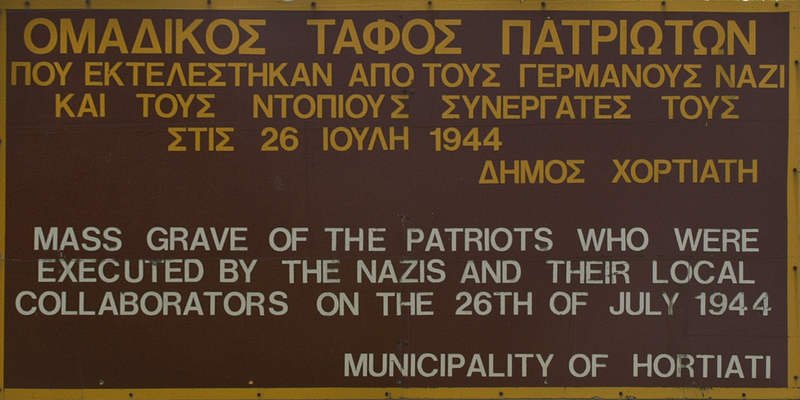 ΟΜΑΔΙΚΟΣ ΤΑΦΟΣ ΠΑΤΡΙΩΤΩΝ
ΠΟΥ ΕΚΤΕΛΕΣΤΗΚΑΝ ΑΠΟ ΤΟΥΣ ΓΕΡΜΑΝΟΥΣ ΝΑΖΙ
ΚΑΙ ΤΟΥΣ ΝΤΟΠΙΟΥΣ ΣΥΝΕΡΓΑΤΕΣ ΤΟΥΣ
ΣΤΙΣ 26 ΙΟΥΛΗ 1944
ΔΗΜΟΣ ΧΟΡΤΙΑΤΗ
MASS GRAVE OF THE PATRIOTS WHO WERE
EXECUTED BY THE NAZIS AND THEIR LOCAL
COLLABORATORS ON THE 26TH OF JULY 1944
MUNICIPALITY OF HORTIATI